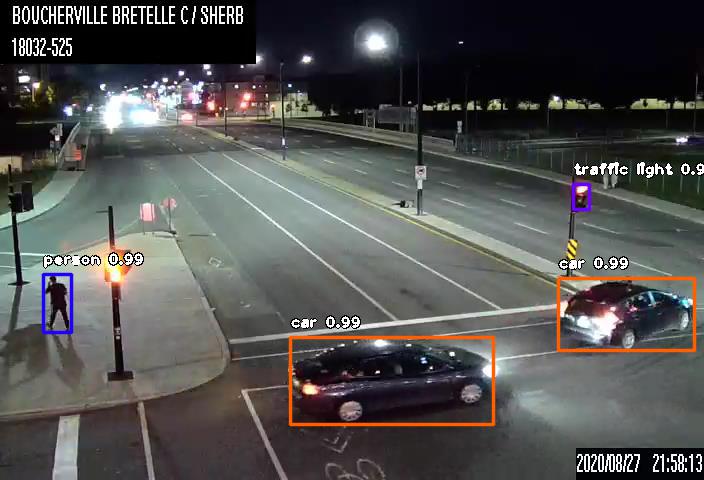 BOUCHERVILLE BRETELLE C / SHERB
18032-525
traffic light 0.9
person 0.99
car 0.99
car 0.99
2020/08/27 21:58:13